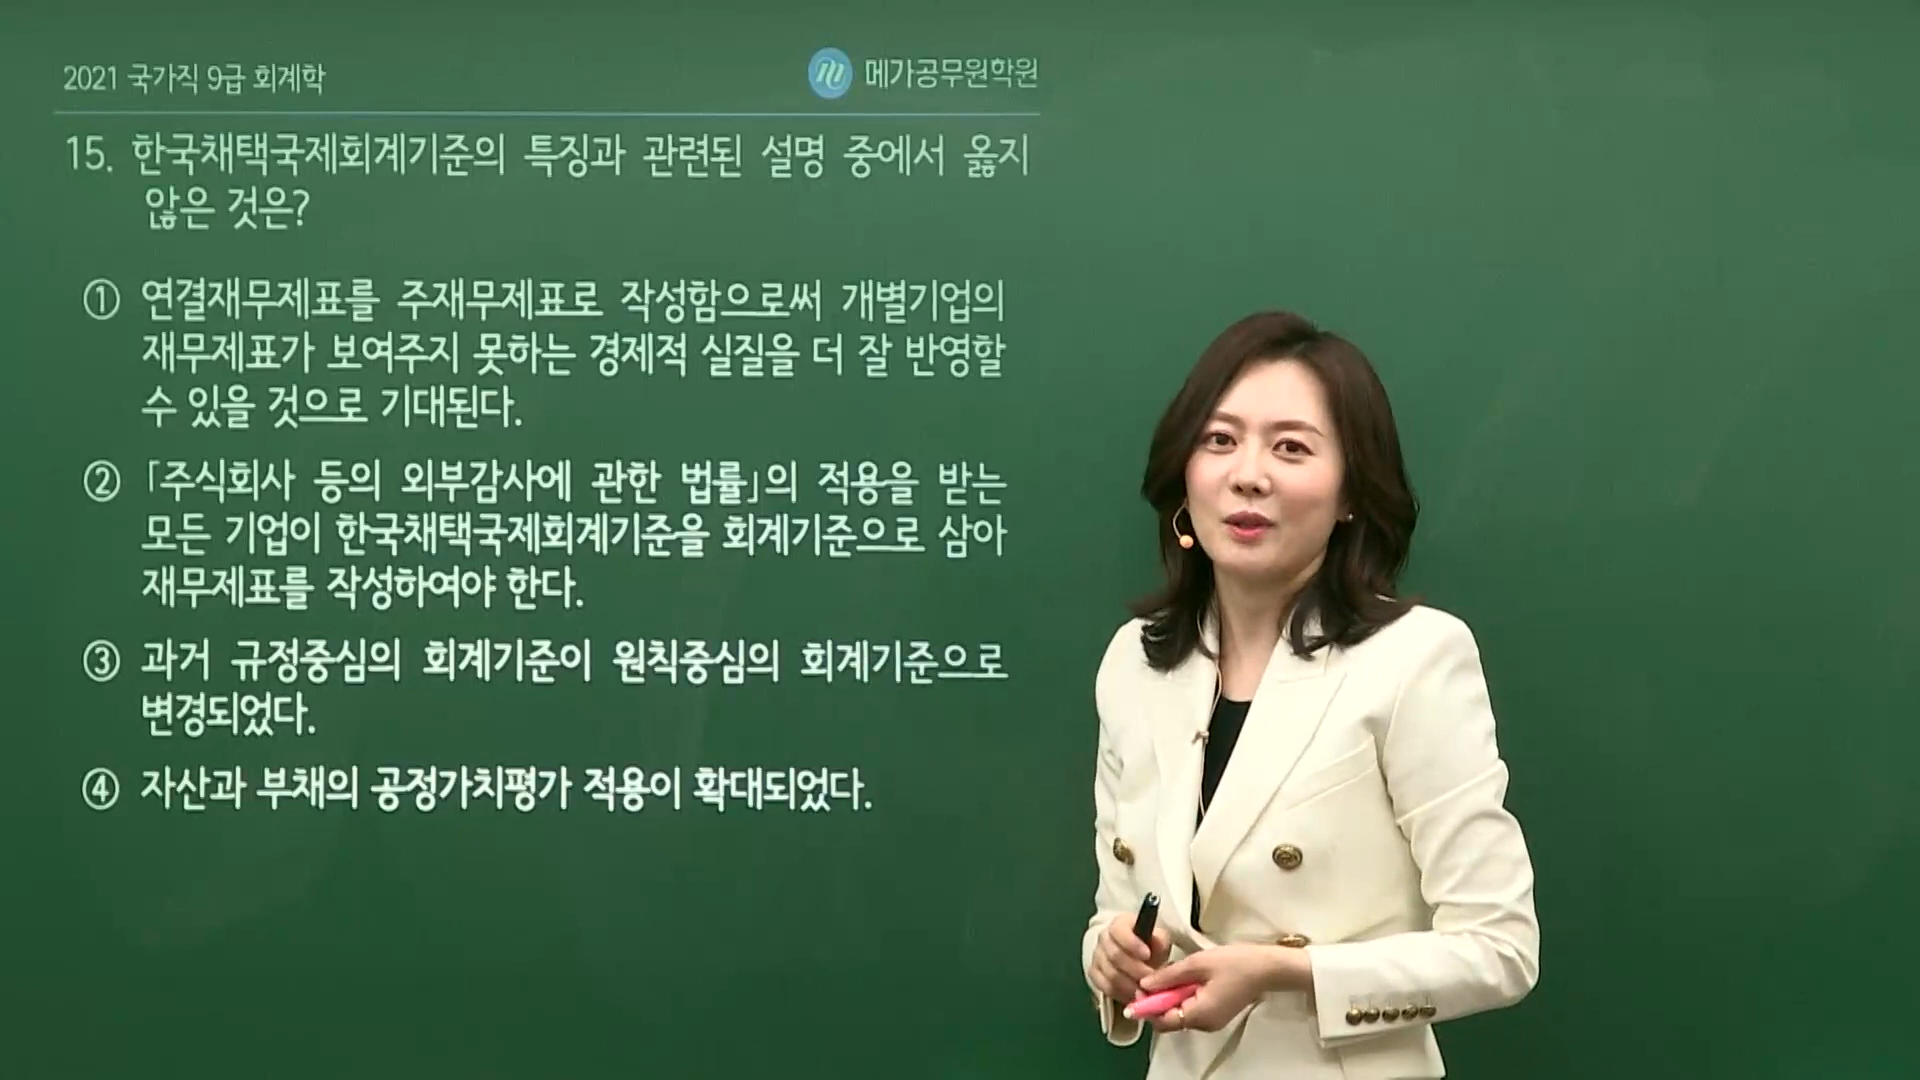 2021 국가직 9급 회계학
메가공무원학원
15. 한국채택국제회계기준의 특징과 관련된 설명 중에서 옳지
않은 것은?
① 연결재무제표를 주재무제표로 작성함으로써 개별기업의
재무제표가 보여주지 못하는 경제적 실질을 더 잘 반영할
수 있을 것으로 기대된다.
② 「주식회사 등의 외부감사에 관한 법률」의 적용을 받는
모든 기업이 한국채택국제회계기준을 회계기준으로 삼아
재무제표를 작성하여야 한다.
③ 과거 규정중심의 회계기준이 원칙중심의 회계기준으로
변경되었다.
④ 자산과 부채의 공정가치평가 적용이 확대되었다.